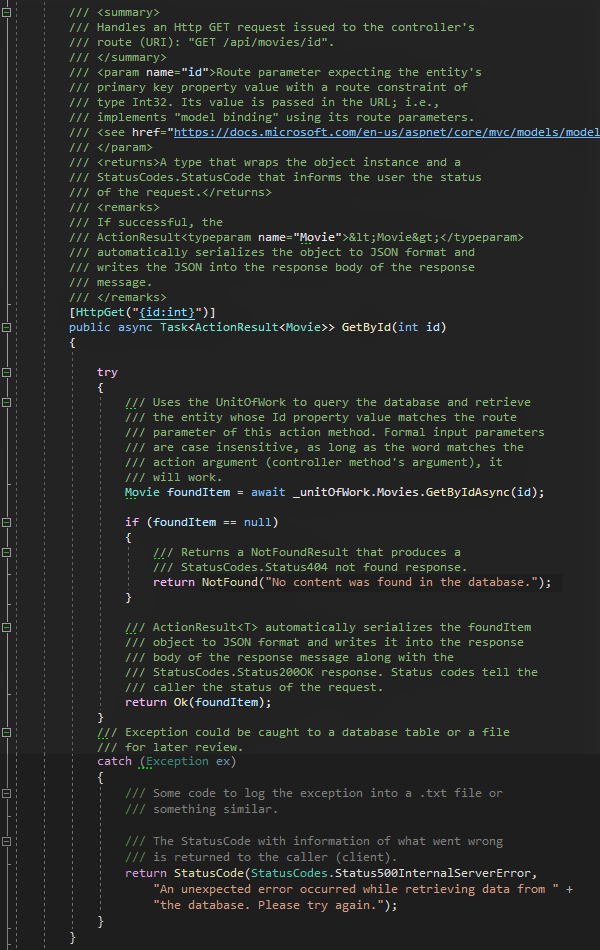 /// <summary>
/// Handles an Http GET request issued to the controller's
/// route (URI): "GET /api/movies/id".
/// </summary>
/// <param name="id">Route parameter expecting the entity's
/// primary key property value with a route constraint of
/// type Int32. Its value is passed in the URL; i.e.,
/// implements "model binding" using its route parameters.
/// <see href="https://docs.microsoft.com/en-us/aspnet/core/mvc/models/model
/// </param>
/// <returns>A type that wraps the object instance and a
/// StatusCodes.StatusCode that informs the user the status
/// of the request.</returns>
/// <remarks>
/// If successful, the
/// ActionResult<typeparam name="Movie">&lt;Movie&gt;</typeparam>
/// automatically serializes the object to JSON format and
/// writes the JSON into the response body of the response
/// message.
/// </remarks>
[HttpGet("{id:int}")]
public async Task<ActionResult<Movie>> GetById(int id)
{
try
{
/// Uses the UnitOfWork to query the database and retrieve
/// the entity whose Id property value matches the route
/// parameter of this action method. Formal input parameters
/// are case insensitive, as long as the word matches the
/// action argument (controller method's argument), it
/// will work.
Movie foundItem = await _unitOfWork.Movies.GetByIdAsync(id);
if (foundItem == null)
{
/// Returns a NotFoundResult that produces a
/// StatusCodes.Status404 not found response.
return NotFound("No content was found in the database.");
}
/// ActionResult<T> automatically serializes the foundItem
/// object to JSON format and writes it into the response
/// body of the response message along with the
/// StatusCodes.Status200OK response. Status codes tell the
/// caller the status of the request.
return Ok(foundItem);
}
/// Exception could be caught to a database table or a file
/// for later review.
catch (Exception ex)
{
/// Some code to log the exception into a .txt file or
/// something similar.
/// The StatusCode with information of what went wrong
/// is returned to the caller (client).
return StatusCode(StatusCodes.Status500InternalServerError,
"An unexpected error occurred while retrieving data from " +
"the database. Please try again.");
}
}